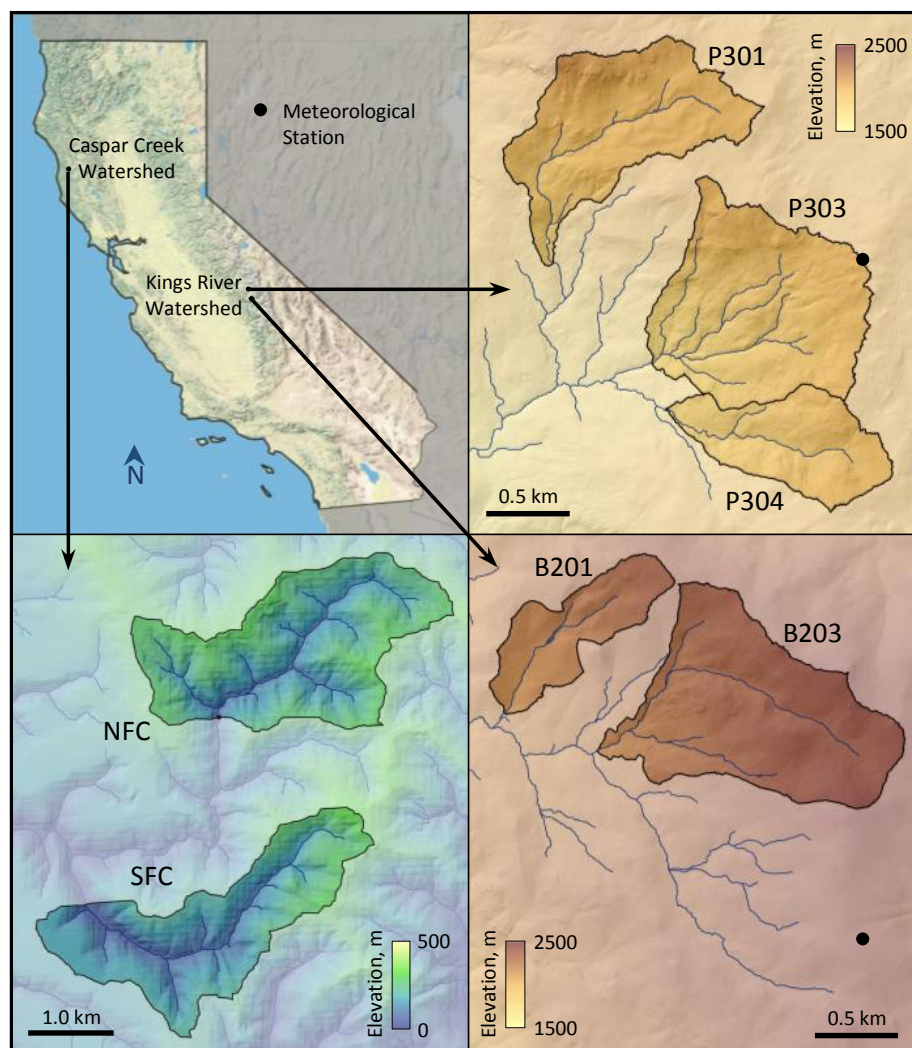 Caspar Creek
Watershed
Meteorological
Station
Kings River
Watershed
N
P301
Elevation, m
2500
1500
P303
P304
0.5 km
NFC
SFC
1.0 km
Elevation, m
500
0
B201
B203
Elevation, m
2500
1500
0.5 km